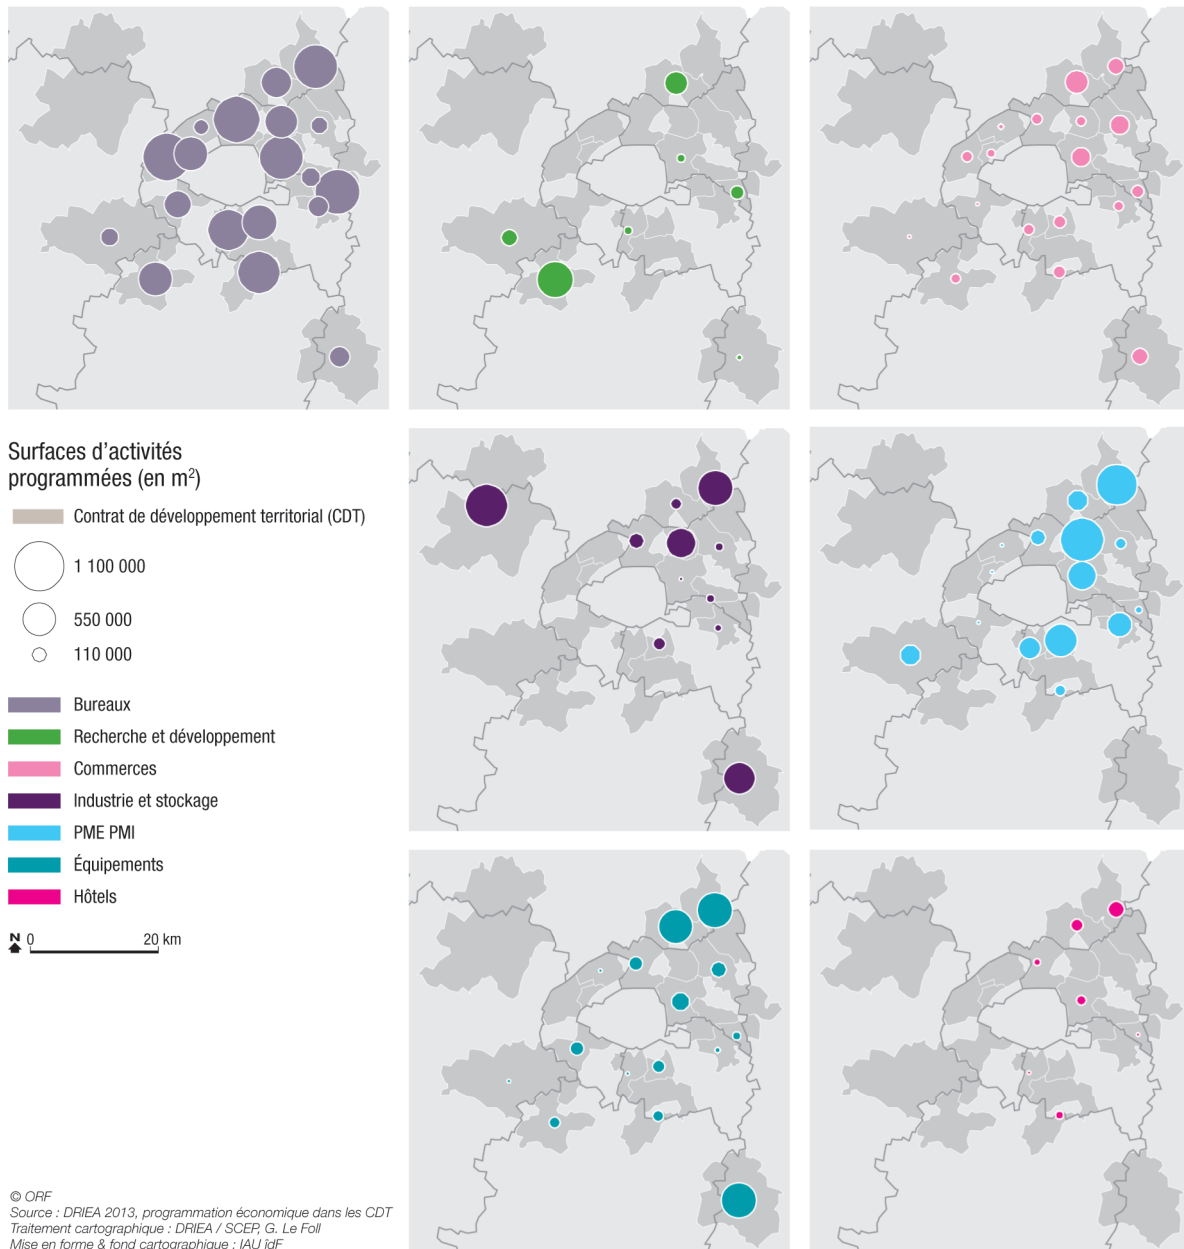 Surfaces d’activités
programmées (en m²)
Contrat de développement territorial (CDT)
1 100 000
550 000
110 000
Bureaux
Recherche et développement
Commerces
Industrie et stockage
PME PMI
Équipements
Hôtels
N 0 20 km
© ORF
Source : DRIEA 2013, programmation économique dans les CDT
Traitement cartographique : DRIEA / SCEP, G. Le Foll
Mise en forme & fond cartographique : IAU îdF